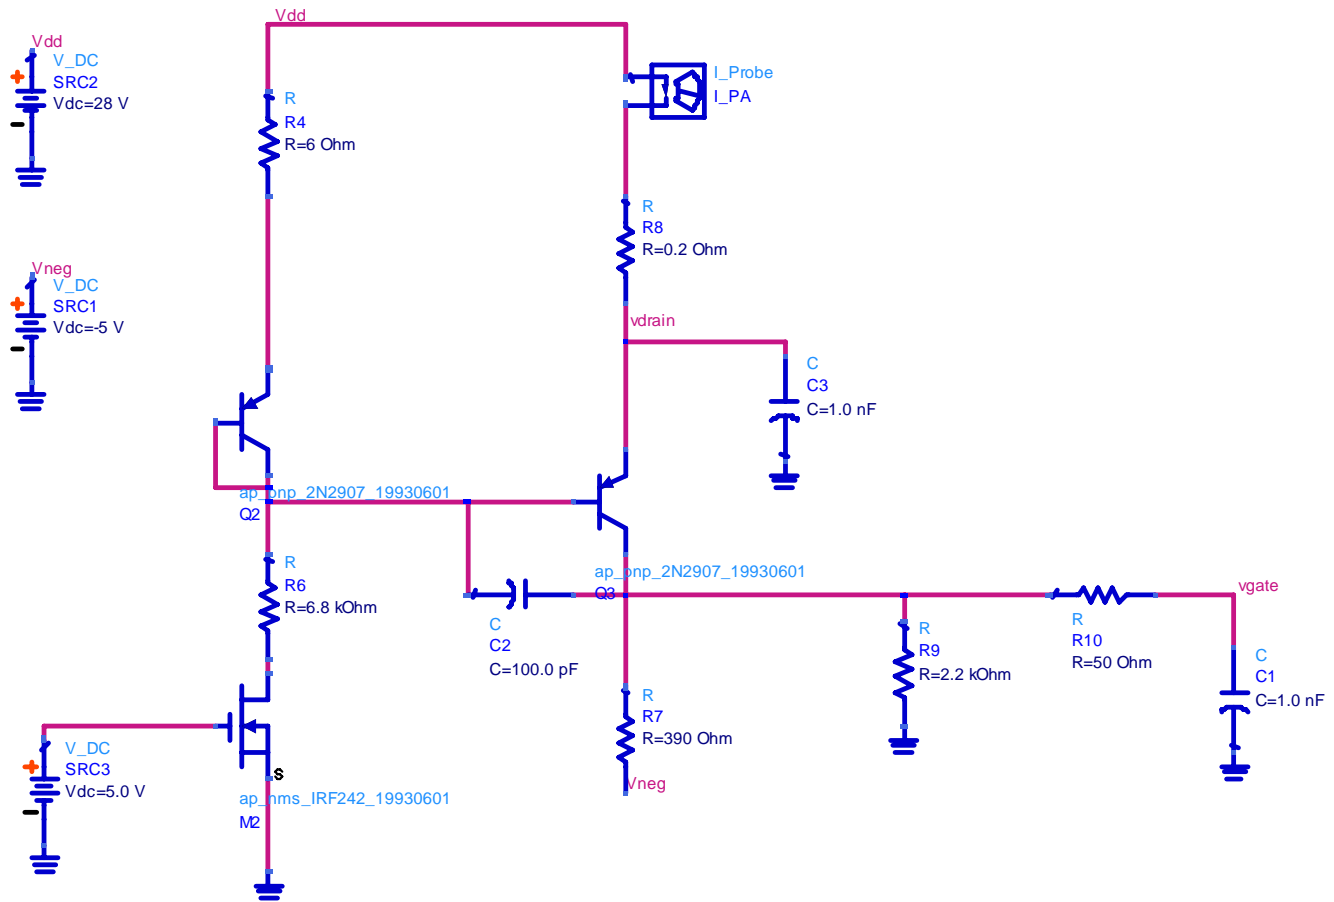 Vdd
Vdd
V_DC
SRC2
Vdc=28 V
R
R4
R=6 Ohm
I_Probe
I_PA
R
R8
R=0.2 Ohm
Vneg
V_DC
SRC1
Vdc=-5 V
vdrain
C
C3
C=1.0 nF
ap_pnp_2N2907_19930601
Q2
R
R6
R=6.8 kOhm
ap_pnp_2N2907_19930601
Q3
C
C2
C=100.0 pF
R
R9
R=2.2 kOhm
R
R10
R=50 Ohm
vgate
C
C1
C=1.0 nF
R
R7
R=390 Ohm
Vneg
V_DC
SRC3
Vdc=5.0 V
S
ap_nms_IRF242_19930601
M2